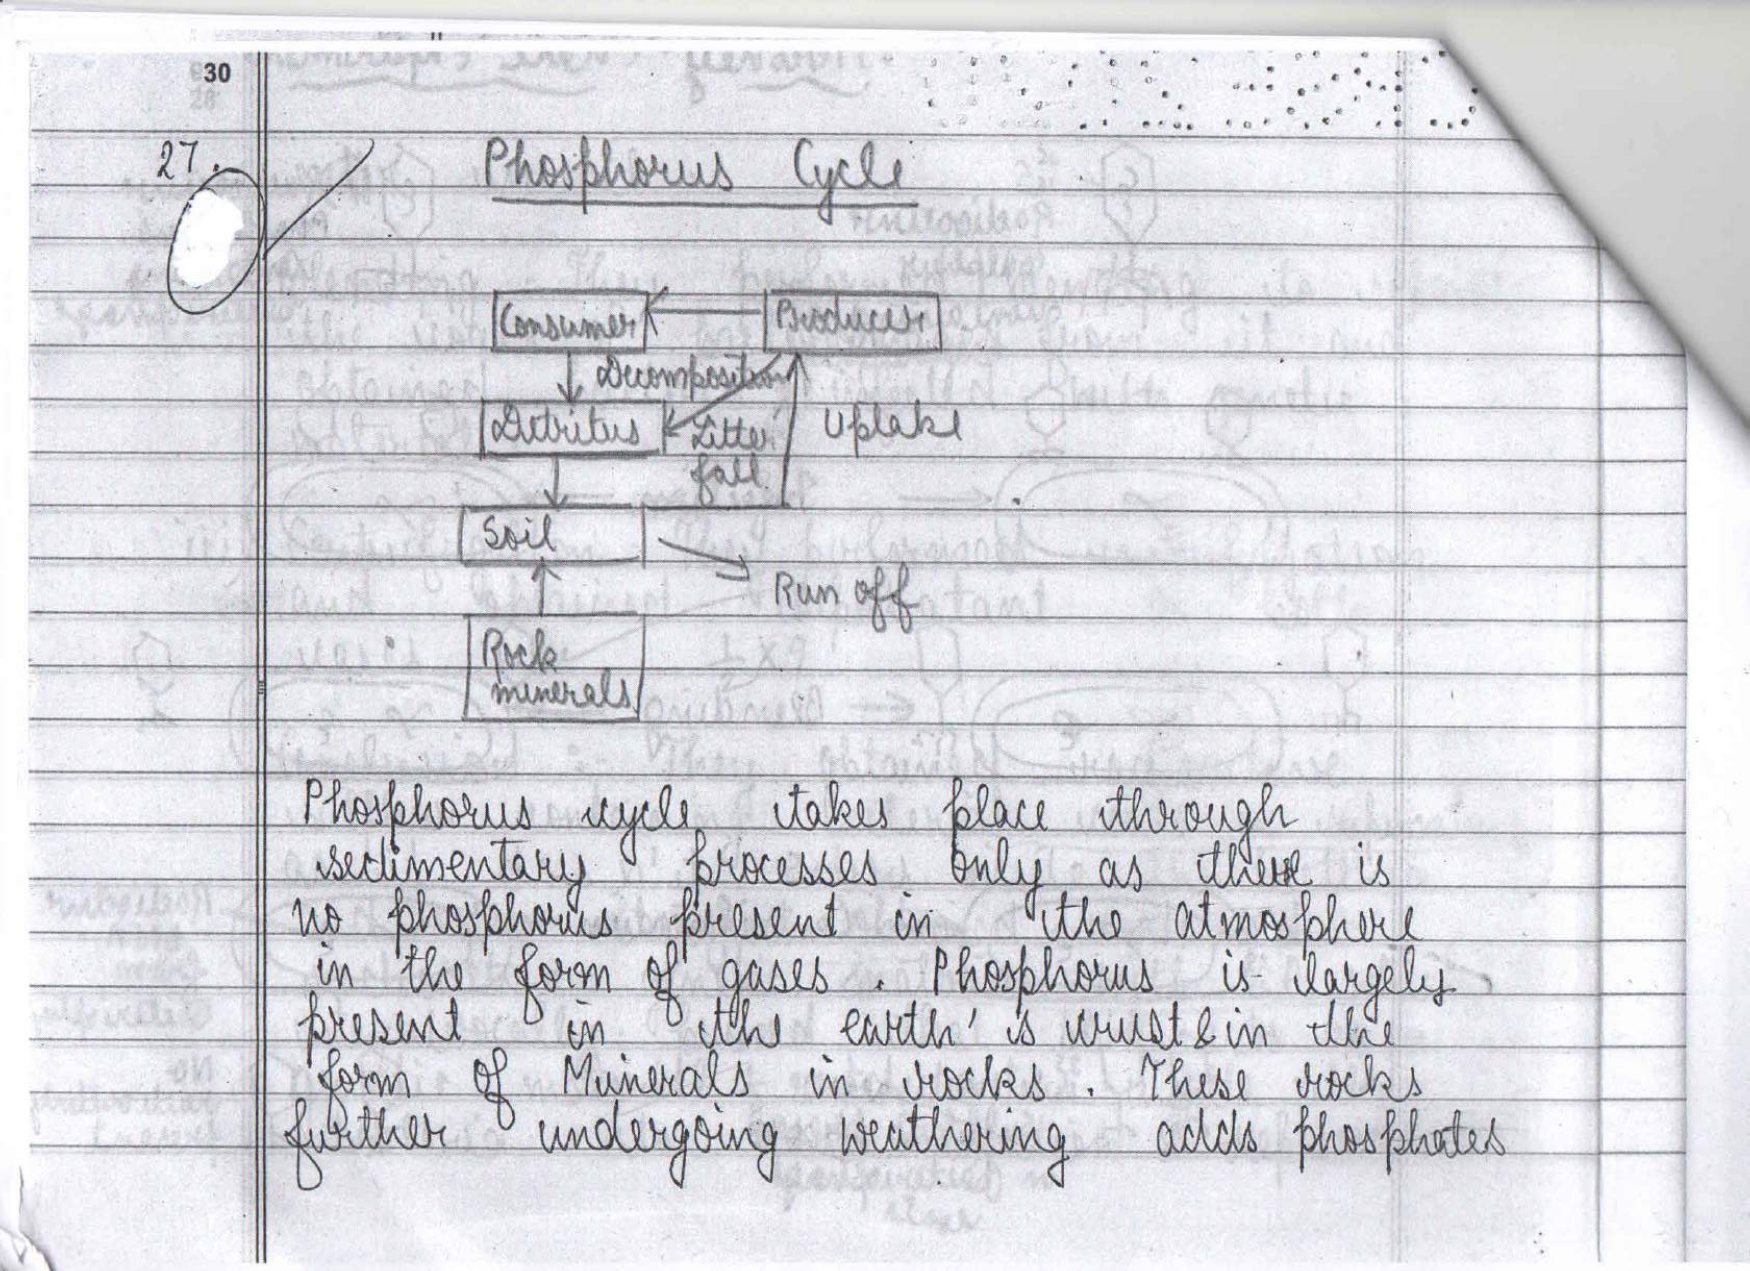 30
27.
Phosphorus Cycle
Consumer
Producer
Decomposition
Detritus
Litter
fall
Uptake
Soil
Run off
Rock
minerals
Phosphorus cycle takes place through
sedimentary processes only as there is
no phosphorus present in the atmosphere
in the form of gases. Phosphorus is largely
present in the earth's crust & in the
form of Minerals in rocks. These rocks
further undergoing weathering adds phosphates